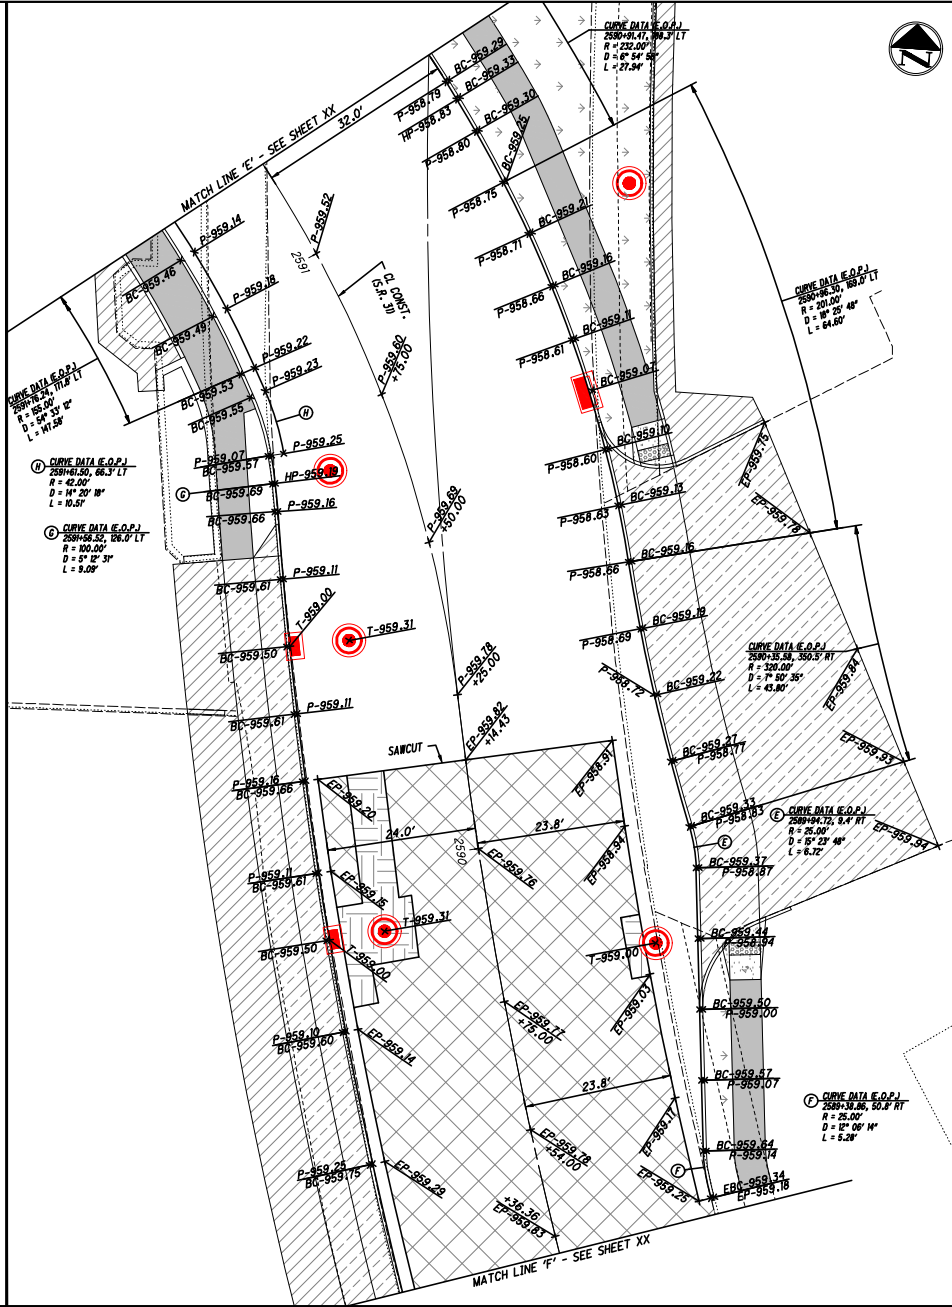 CURVE DATA (E.O.P.)
2590+91.47, LT
R = 232.00'
D = 6° 54'
L = 27.94'
N
MATCH LINE 'E' - SEE SHEET XX
32.0'
BC-959.29
P-958.79
BC-959.33
HP-958.83
BC-959.30
P-958.80
BC-959.25
P-958.75
BC-959.21
P-958.71
BC-959.16
P-958.66
BC-959.11
P-958.61
BC-959.07
BC-959.10
P-958.60
BC-959.13
P-958.63
BC-959.16
P-958.66
BC-959.19
P-958.69
BC-959.22
P-958.72
BC-959.27
P-958.77
BC-959.33
P-958.83
BC-959.37
P-958.87
BC-959.44
P-958.94
BC-959.50
P-959.00
BC-959.57
P-959.07
BC-959.64
P-959.14
EBC-959.34
EP-959.18
CURVE DATA (E.O.P.)
2590+96.30, 169.0' LT
R = 201.00'
D = 18° 25' 48"
L = 64.60'
EP-959.75
EP-959.78
CURVE DATA (E.O.P.)
2590+35.58, 350.5' RT
R = 320.00'
D = 7° 50' 35"
L = 43.80'
EP-959.84
EP-959.93
EP-959.94
E
CURVE DATA (E.O.P.)
2589+94.72, 9.4' RT
R = 25.00'
D = 15° 23' 48"
L = 6.72'
E
F
CURVE DATA (E.O.P.)
2589+38.86, 50.8' RT
R = 25.00'
D = 12° 06' 14"
L = 5.28'
F
P-959.52
2591
CL CONST.
(S.R. 31)
P-959.60
+75.00
P-959.69
+50.00
P-959.78
+25.00
EP-959.82
+14.43
SAWCUT
P-959.14
BC-959.46
P-959.18
BC-959.49
P-959.22
BC-959.53
P-959.23
BC-959.55
H
P-959.25
P-959.07
BC-959.57
HP-959.19
G
BC-959.69
P-959.16
BC-959.66
P-959.11
BC-959.61
T-959.00
T-959.31
BC-959.50
P-959.11
BC-959.61
P-959.16
BC-959.66
P-959.11
BC-959.61
BC-959.50
T-959.00
P-959.10
BC-959.60
P-959.25
BC-959.75
CURVE DATA (E.O.P.)
2591+76.24, 171.8' LT
R = 155.00'
D = 54° 33' 12"
L = 147.58'
H
CURVE DATA (E.O.P.)
2591+61.50, 66.3' LT
R = 42.00'
D = 14° 20' 18"
L = 10.51'
G
CURVE DATA (E.O.P.)
2591+56.52, 126.0' LT
R = 100.00'
D = 5° 12' 31"
L = 9.09'
EP-959.20
24.0'
23.8'
EP-958.91
EP-958.94
2590
EP-959.76
EP-959.15
T-959.31
T-959.00
EP-959.03
EP-959.77
+75.00
EP-959.14
23.8'
EP-959.78
+54.00
EP-959.17
EP-959.25
EP-959.29
+36.36
EP-959.83
MATCH LINE 'F' - SEE SHEET XX